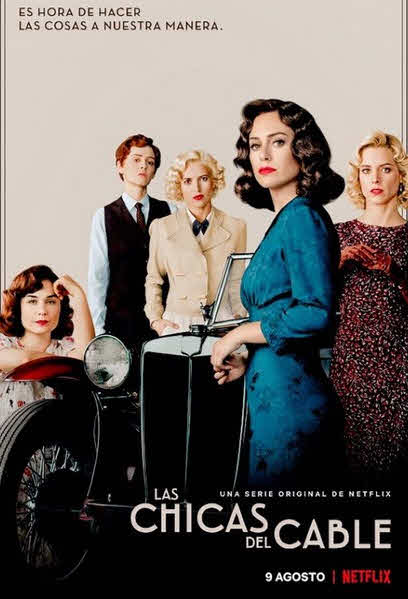 ES HORA DE HACER
LAS COSAS A NUESTRA MANERA.
UNA SERIE ORIGINAL DE NETFLIX
LAS
CHICAS
DEL CABLE
9 AGOSTO | NETFLIX